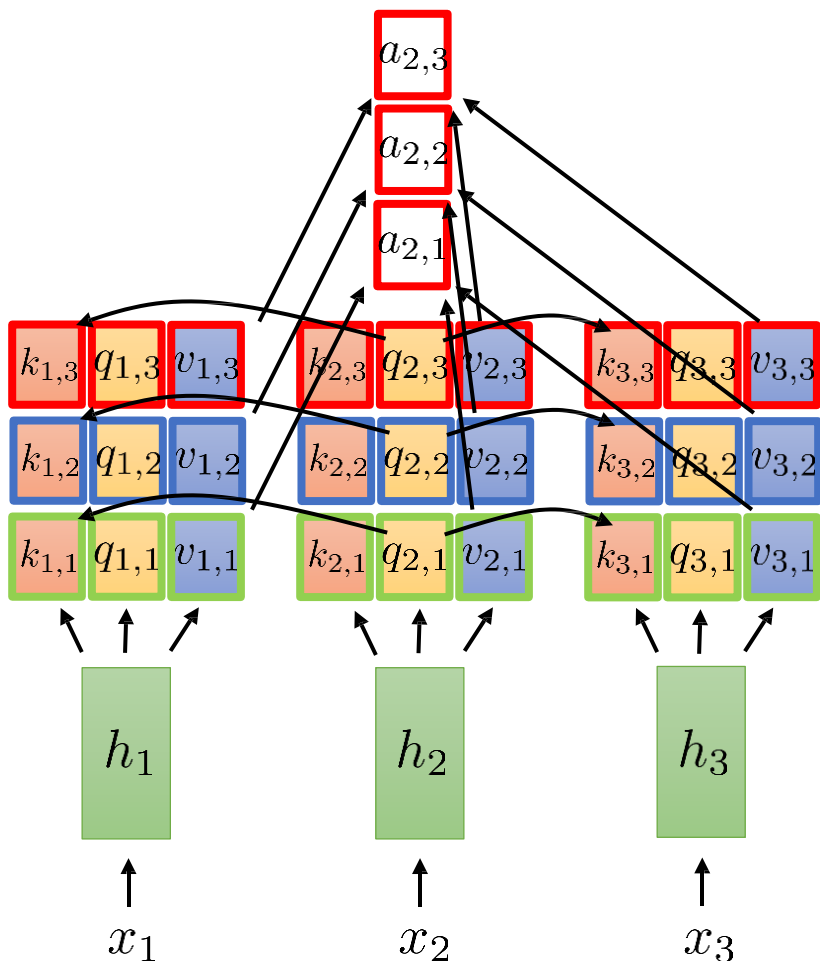 a2,3
a2,2
a2,1
k1,3 q1,3 v1,3 k2,3 q2,3 v2,3 k3,3 q3,3 v3,3
k1,2 q1,2 v1,2 k2,2 q2,2 v2,2 k3,2 q3,2 v3,2
k1,1 q1,1 v1,1 k2,1 q2,1 v2,1 k3,1 q3,1 v3,1
h1 h2 h3
x1 x2 x3